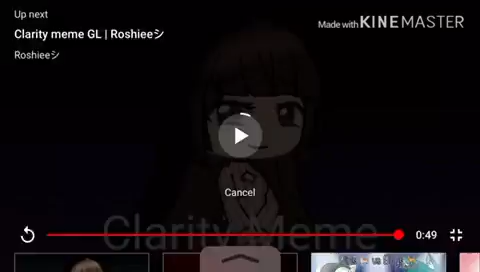 Up next
Clarity meme GL | Roshieeシ
Roshieeシ
Made with KINEMASTER
Cancel
Clarity Meme
0:49